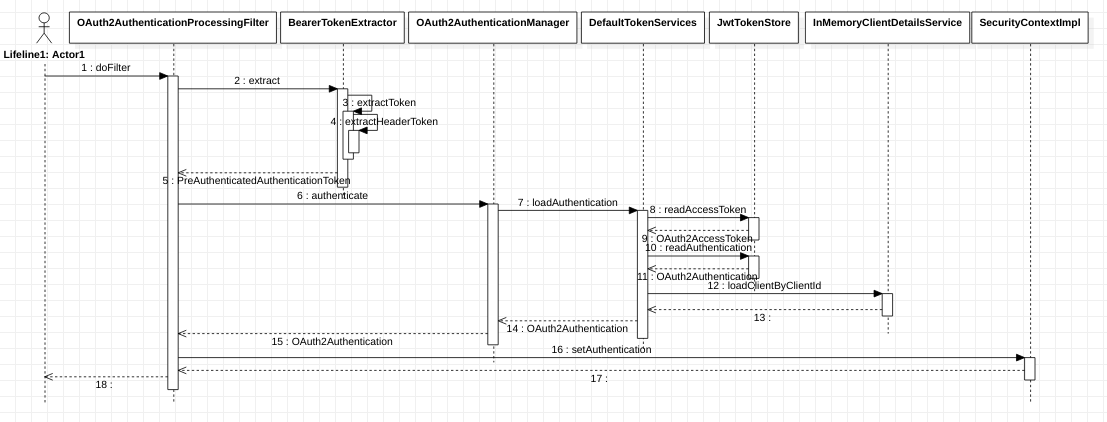 OAuth2AuthenticationProcessingFilter
BearerTokenExtractor
OAuth2AuthenticationManager
DefaultTokenServices
JwtTokenStore
InMemoryClientDetailsService
SecurityContextImpl
Lifeline1: Actor1
1 : doFilter
2 : extract
3 : extractToken
4 : extractHeaderToken
5 : PreAuthenticatedAuthenticationToken
6 : authenticate
7 : loadAuthentication
8 : readAccessToken
9 : OAuth2AccessToken
10 : readAuthentication
11 : OAuth2Authentication
12 : loadClientByClientId
13 :
14 : OAuth2Authentication
15 : OAuth2Authentication
16 : setAuthentication
17 :
18 :